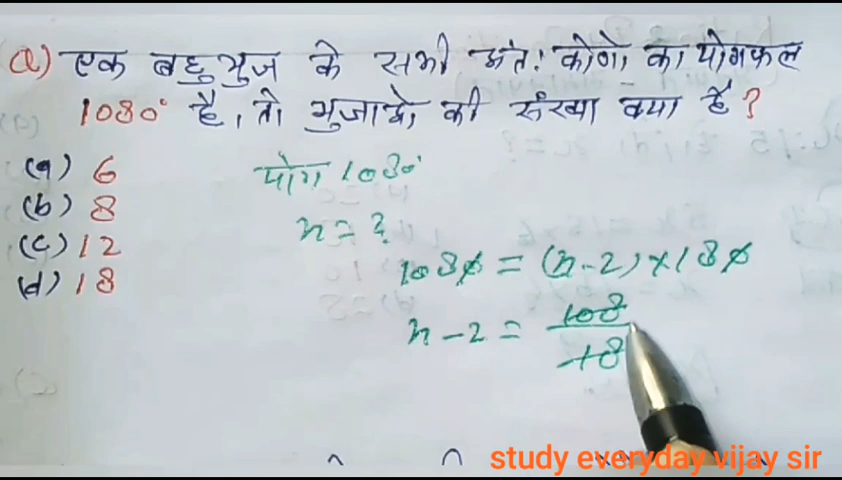 Q) एक बहुभुज के सभी अंत: कोणो का योगफल
1080° है, तो भुजाओ की संख्या क्या है?
(a) 6
(b) 8
(c) 12
(d) 18
योग 1080°
n = ?
1080 = (n-2) × 180
n - 2 = 108/18
study everyday vijay sir